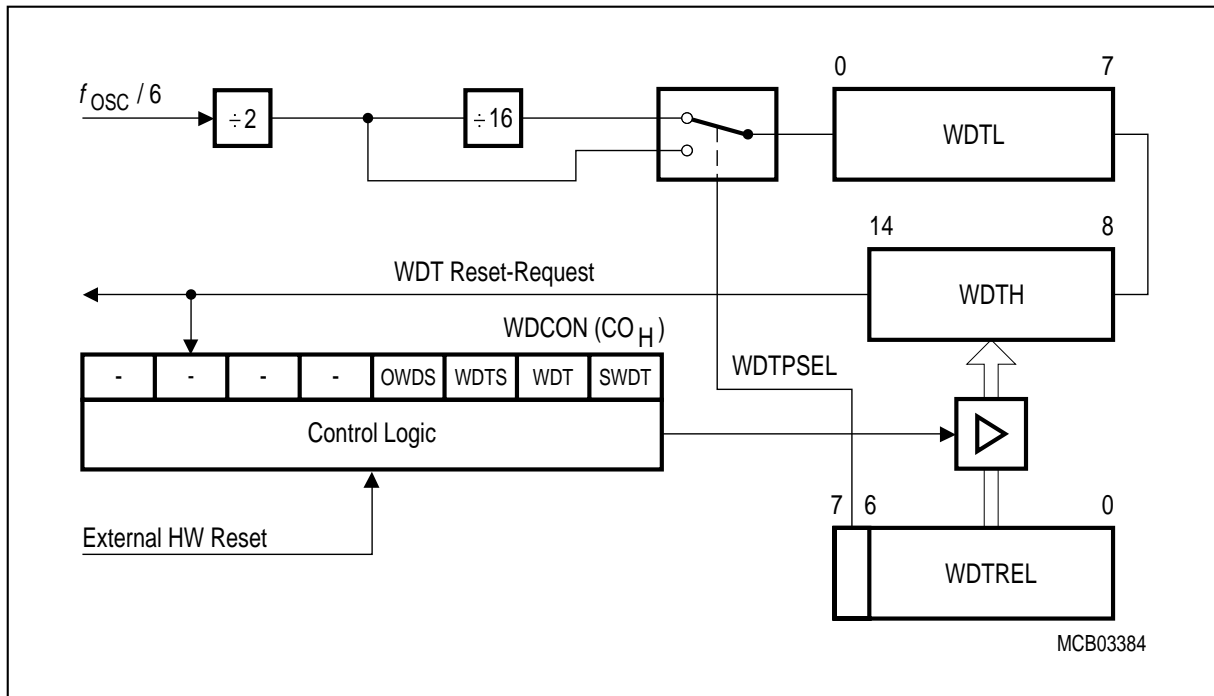 0 7
f OSC / 6
÷2
÷16
WDTL
14 8
WDT Reset-Request
WDTH
WDCON (CO H)
- - - - OWDS WDTS WDT SWDT
WDTPSEL
Control Logic
7 6 0
External HW Reset
WDTREL
MCB03384